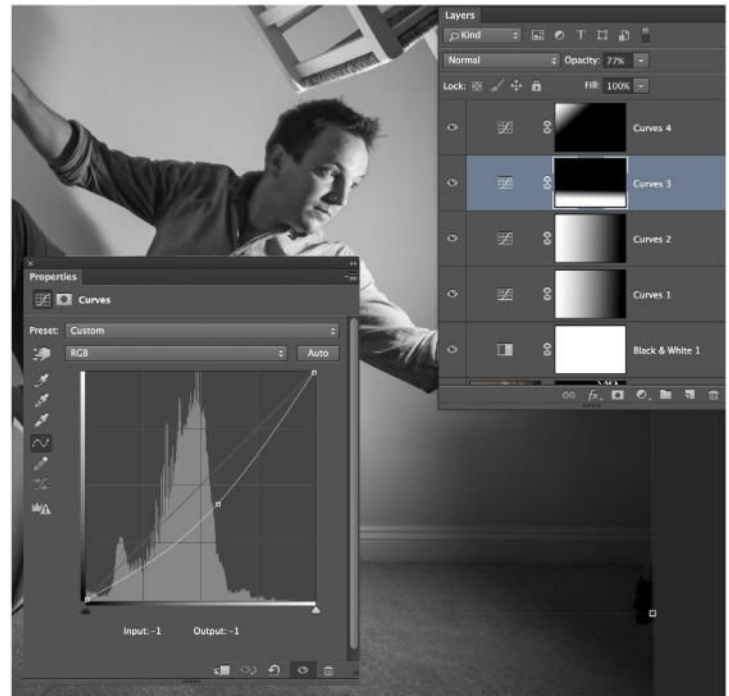 Layers
Kind
Normal Opacity: 77%
Lock: Fill: 100%
Curves 4
Curves 3
Curves 2
Curves 1
Black & White 1
fx
Properties
Curves
Preset: Custom
RGB Auto
Input: -1 Output: -1